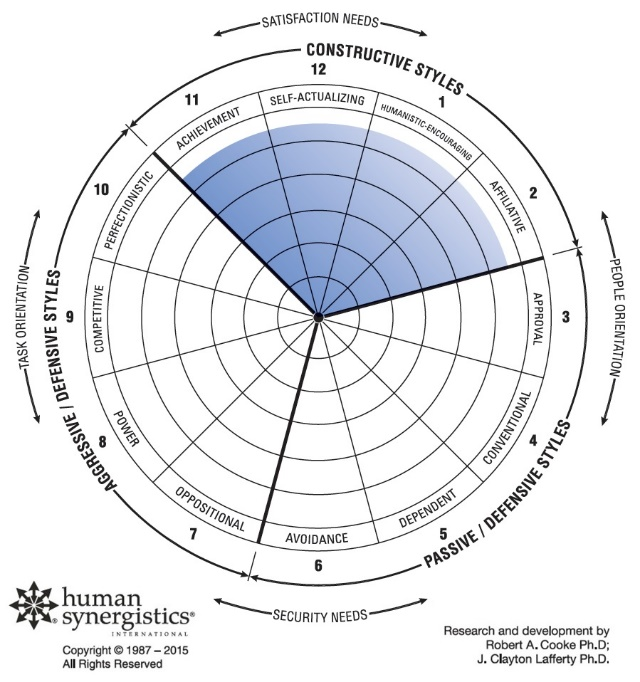 SATISFACTION NEEDS
CONSTRUCTIVE STYLES
12
11
1
SELF-ACTUALIZING
ACHIEVEMENT
HUMANISTIC-ENCOURAGING
10
2
PERFECTIONISTIC
AFFILIATIVE
TASK ORIENTATION
PEOPLE ORIENTATION
9
COMPETITIVE
APPROVAL
3
AGGRESSIVE / DEFENSIVE STYLES
PASSIVE / DEFENSIVE STYLES
8
POWER
CONVENTIONAL
4
OPPOSITIONAL
DEPENDENT
7
AVOIDANCE
5
6
SECURITY NEEDS
human
synergistics®
INTERNATIONAL
Copyright © 1987 – 2015
All Rights Reserved
Research and development by
Robert A. Cooke Ph.D;
J. Clayton Lafferty Ph.D.